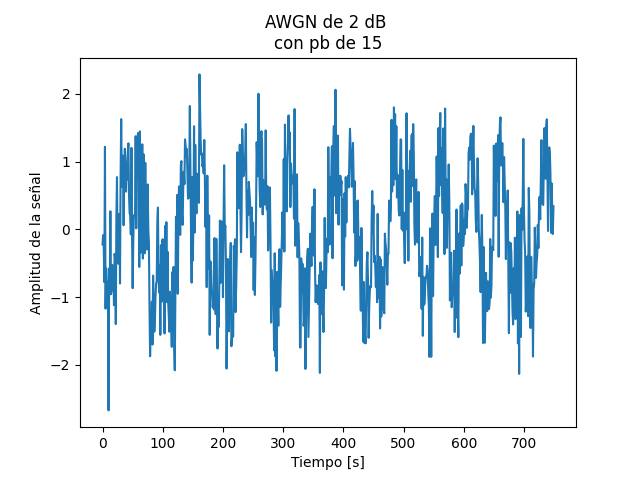 AWGN de 2 dB
con pb de 15
2
1
0
−1
−2
Amplitud de la señal
0 100 200 300 400 500 600 700
Tiempo [s]